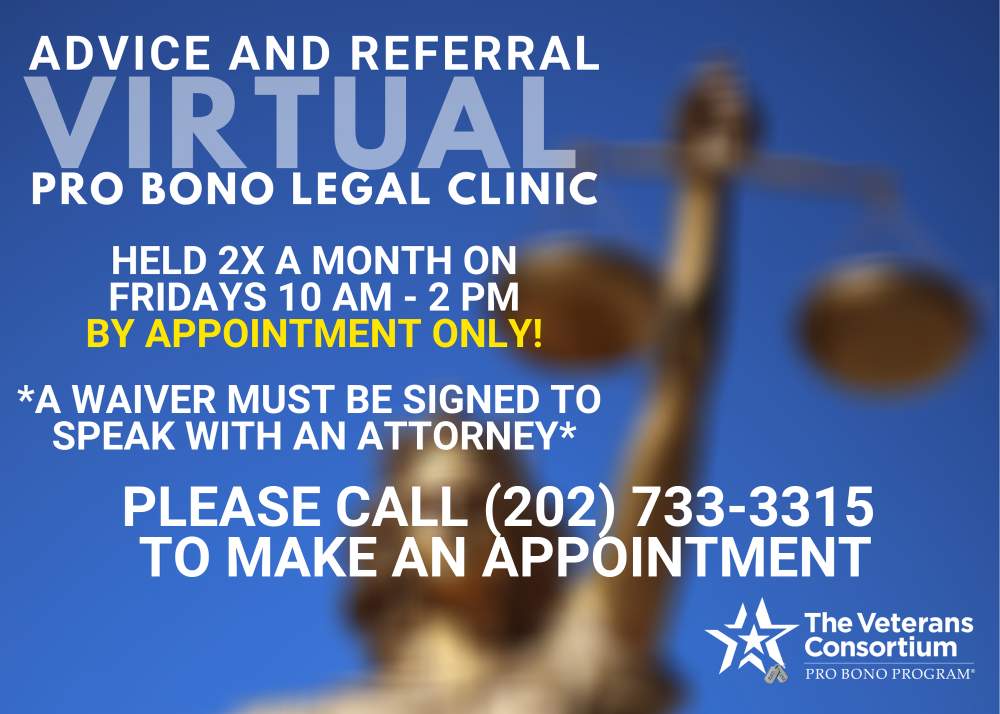 ADVICE AND REFERRAL
VIRTUAL
PRO BONO LEGAL CLINIC
HELD 2X A MONTH ON
FRIDAYS 10 AM - 2 PM
BY APPOINTMENT ONLY!
*A WAIVER MUST BE SIGNED TO
SPEAK WITH AN ATTORNEY*
PLEASE CALL (202) 733-3315
TO MAKE AN APPOINTMENT
The Veterans
Consortium
PRO BONO PROGRAM®
EST. 1992